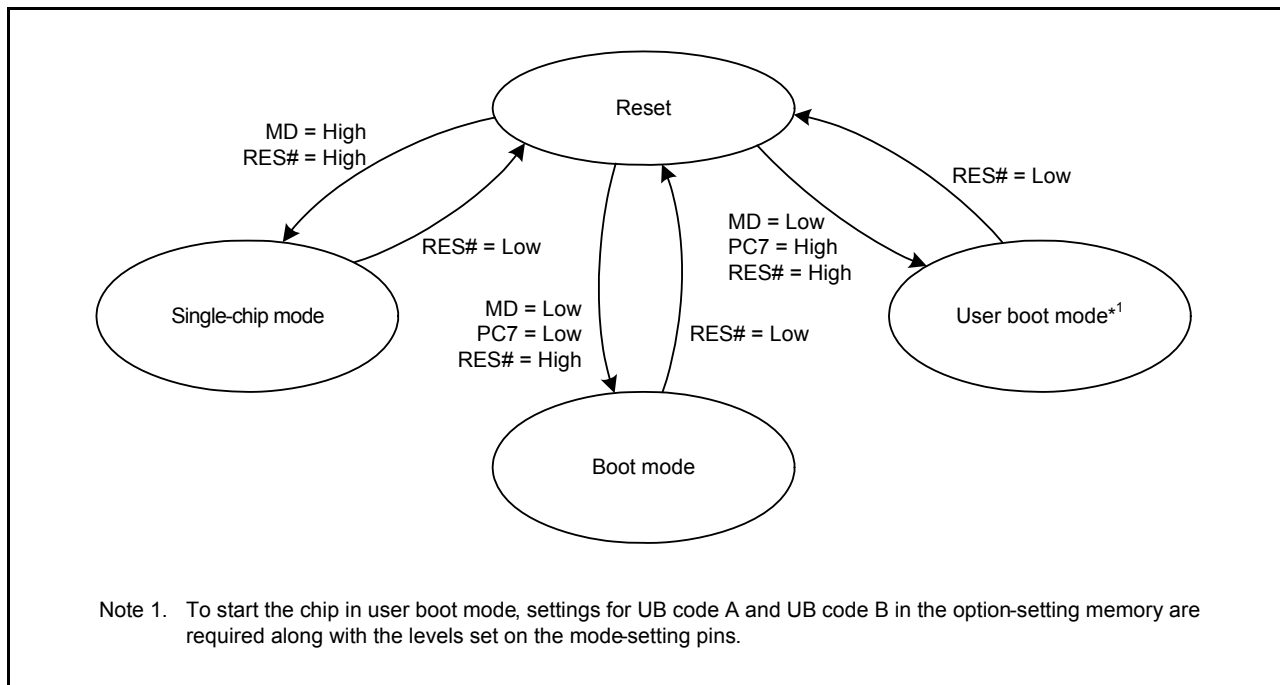 Reset
MD = High
RES# = High
RES# = Low
RES# = Low
MD = Low
PC7 = High
RES# = High
Single-chip mode
MD = Low
PC7 = Low
RES# = High
RES# = Low
User boot mode*1
Boot mode
Note 1. To start the chip in user boot mode, settings for UB code A and UB code B in the option-setting memory are
required along with the levels set on the mode-setting pins.